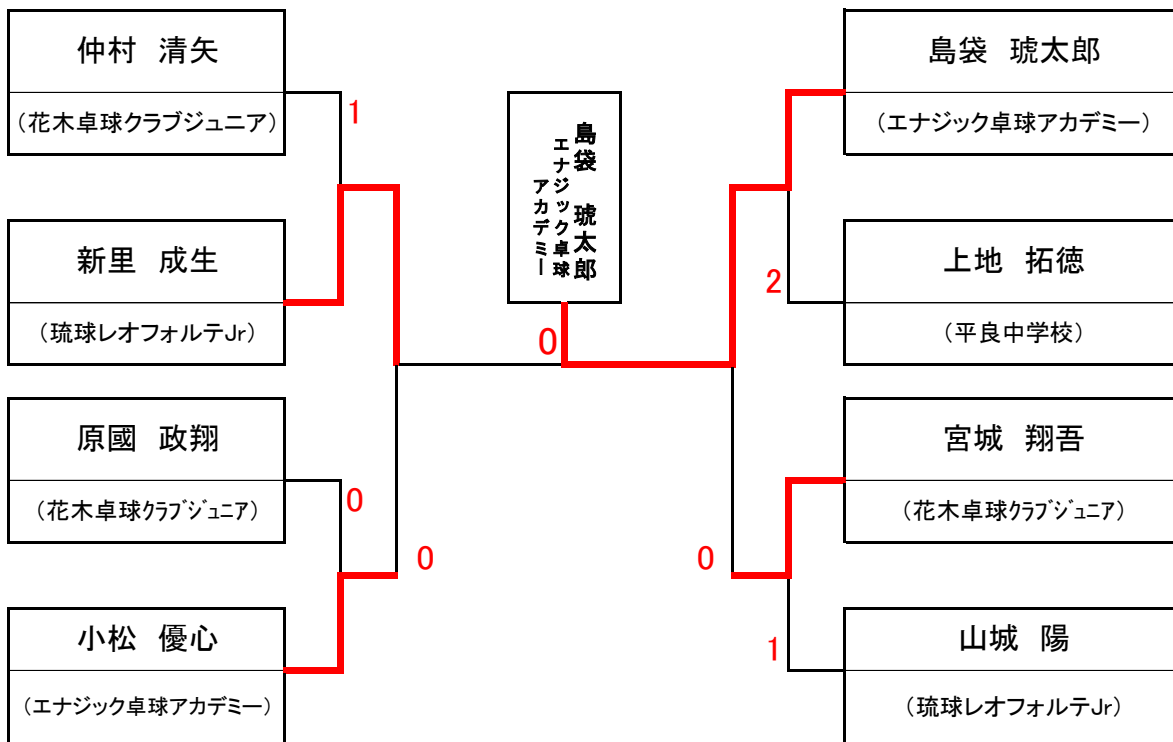 仲村 清矢
(花木卓球クラブジュニア)
1
新里 成生
(琉球レオフォルテJr)
原國 政翔
(花木卓球ｸﾗﾌﾞｼﾞｭﾆｱ)
0
0
小松 優心
(エナジック卓球アカデミー)
島袋 琥太郎
エナジック卓球
アカデミー
0
島袋 琥太郎
(エナジック卓球アカデミー)
2
上地 拓徳
(平良中学校)
宮城 翔吾
(花木卓球ｸﾗﾌﾞｼﾞｭﾆｱ)
0
1
山城 陽
(琉球レオフォルテJr)